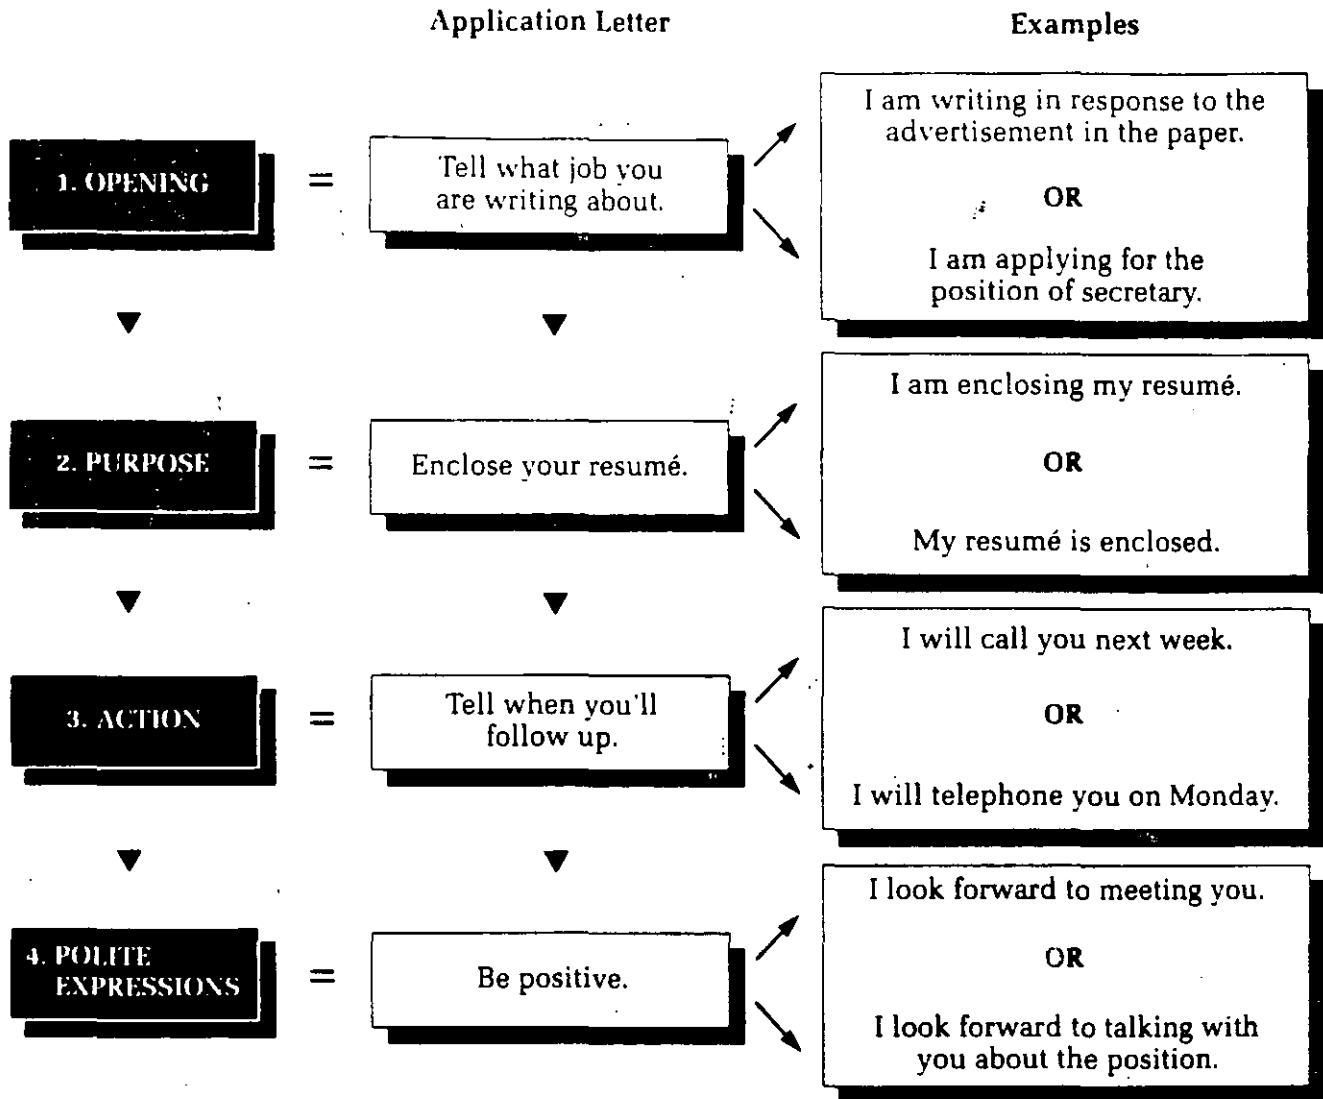 Application Letter
Examples
1. OPENING
=
Tell what job you
are writing about.
I am writing in response to the
advertisement in the paper.
OR
I am applying for the
position of secretary.
2. PURPOSE
=
Enclose your resumé.
I am enclosing my resumé.
OR
My resumé is enclosed.
3. ACTION
=
Tell when you'll
follow up.
I will call you next week.
OR
I will telephone you on Monday.
4. POLITE
EXPRESSIONS
=
Be positive.
I look forward to meeting you.
OR
I look forward to talking with
you about the position.